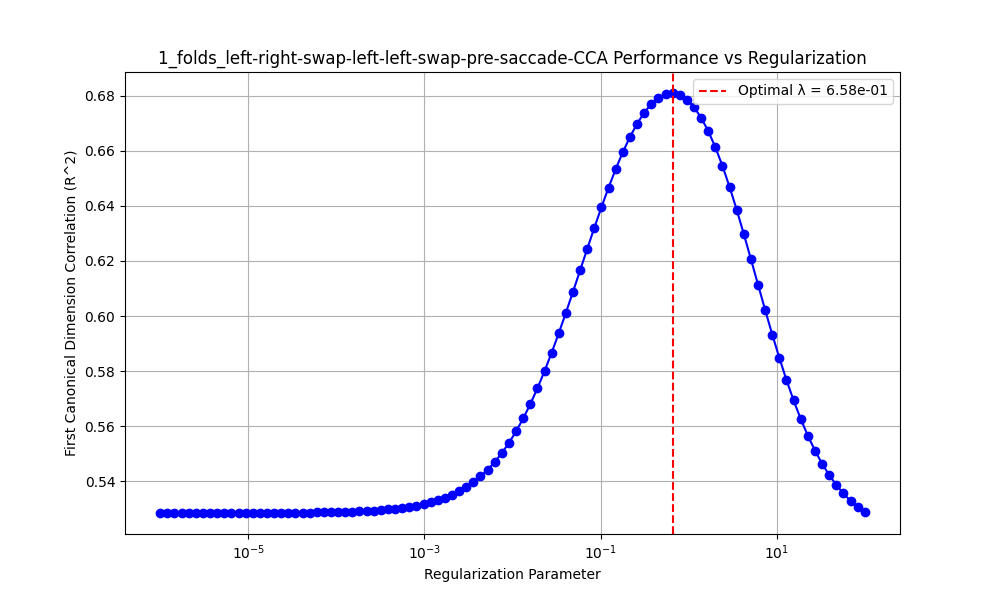 1_folds_left-right-swap-left-left-swap-pre-saccade-CCA Performance vs Regularization
Optimal λ = 6.58e-01
First Canonical Dimension Correlation (R^2)
0.68
0.66
0.64
0.62
0.60
0.58
0.56
0.54
10⁻⁵ 10⁻³ 10⁻¹ 10¹
Regularization Parameter